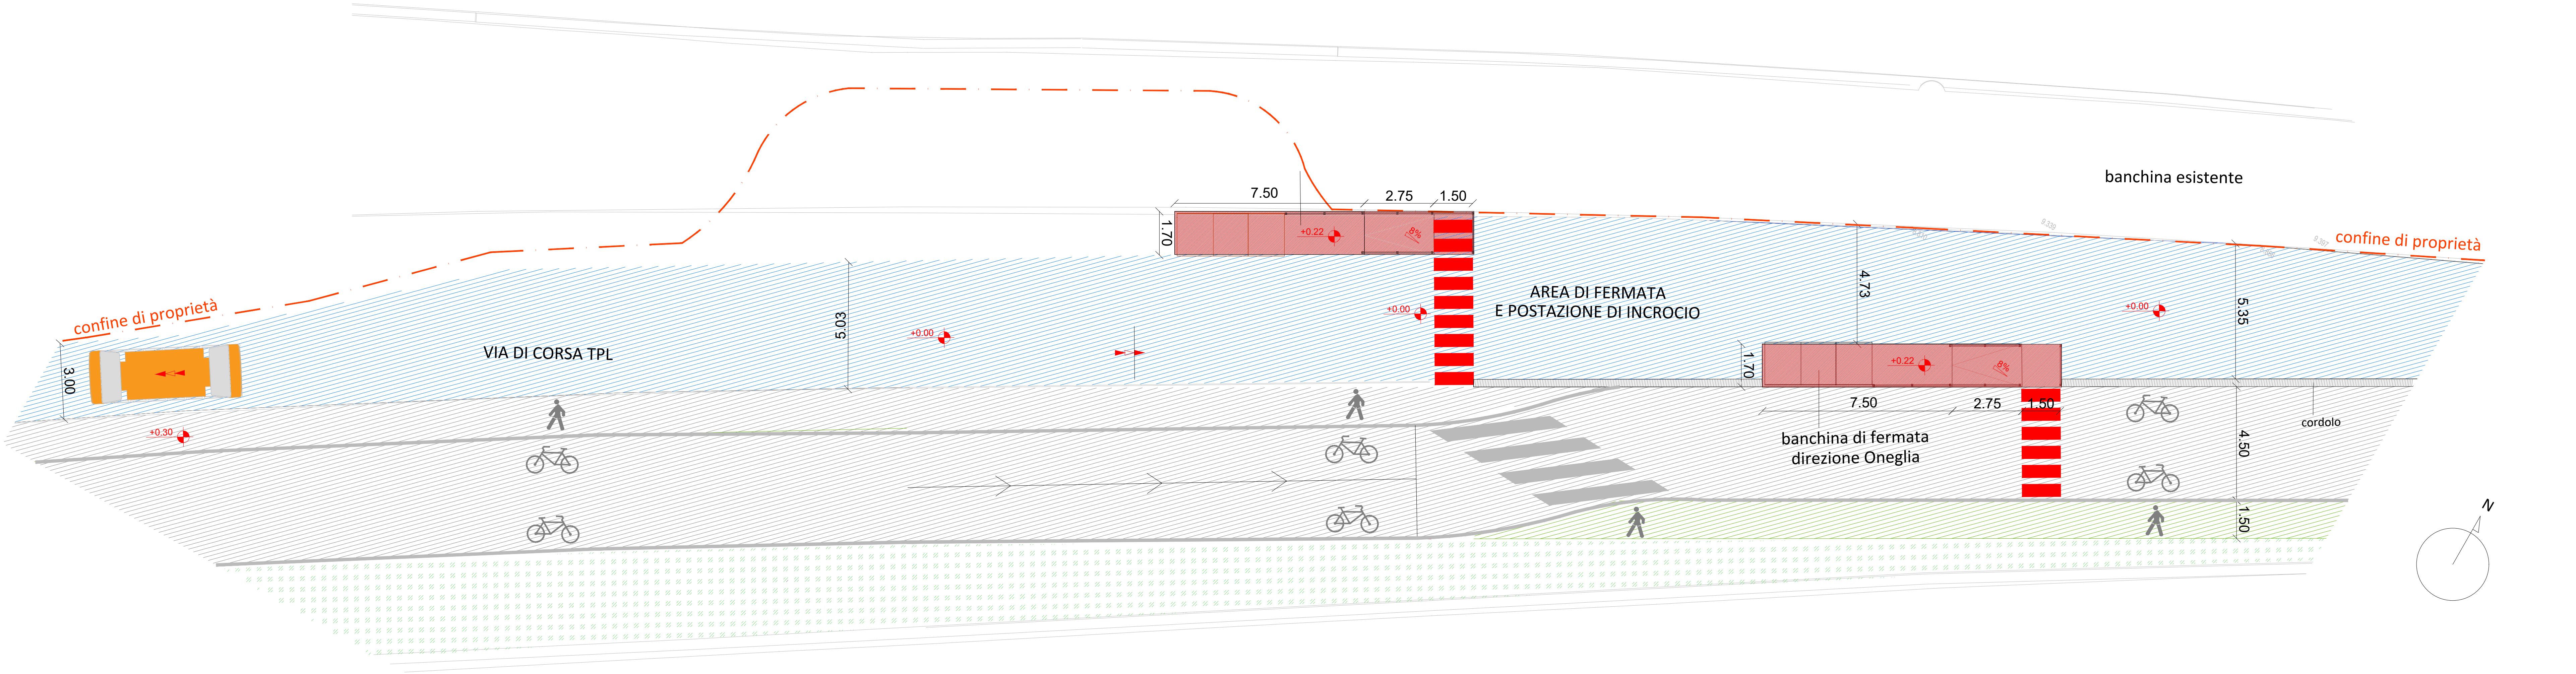 banchina esistente
7.50
2.75
1.50
1.70
+0.22
8%
confine di proprietà
4.73
confine di proprietà
AREA DI FERMATA
E POSTAZIONE DI INCROCIO
+0.00
+0.00
5.35
5.03
+0.00
VIA DI CORSA TPL
3.00
1.70
+0.22
8%
7.50
2.75
1.50
cordolo
+0.30
banchina di fermata
direzione Oneglia
4.50
1.50
N